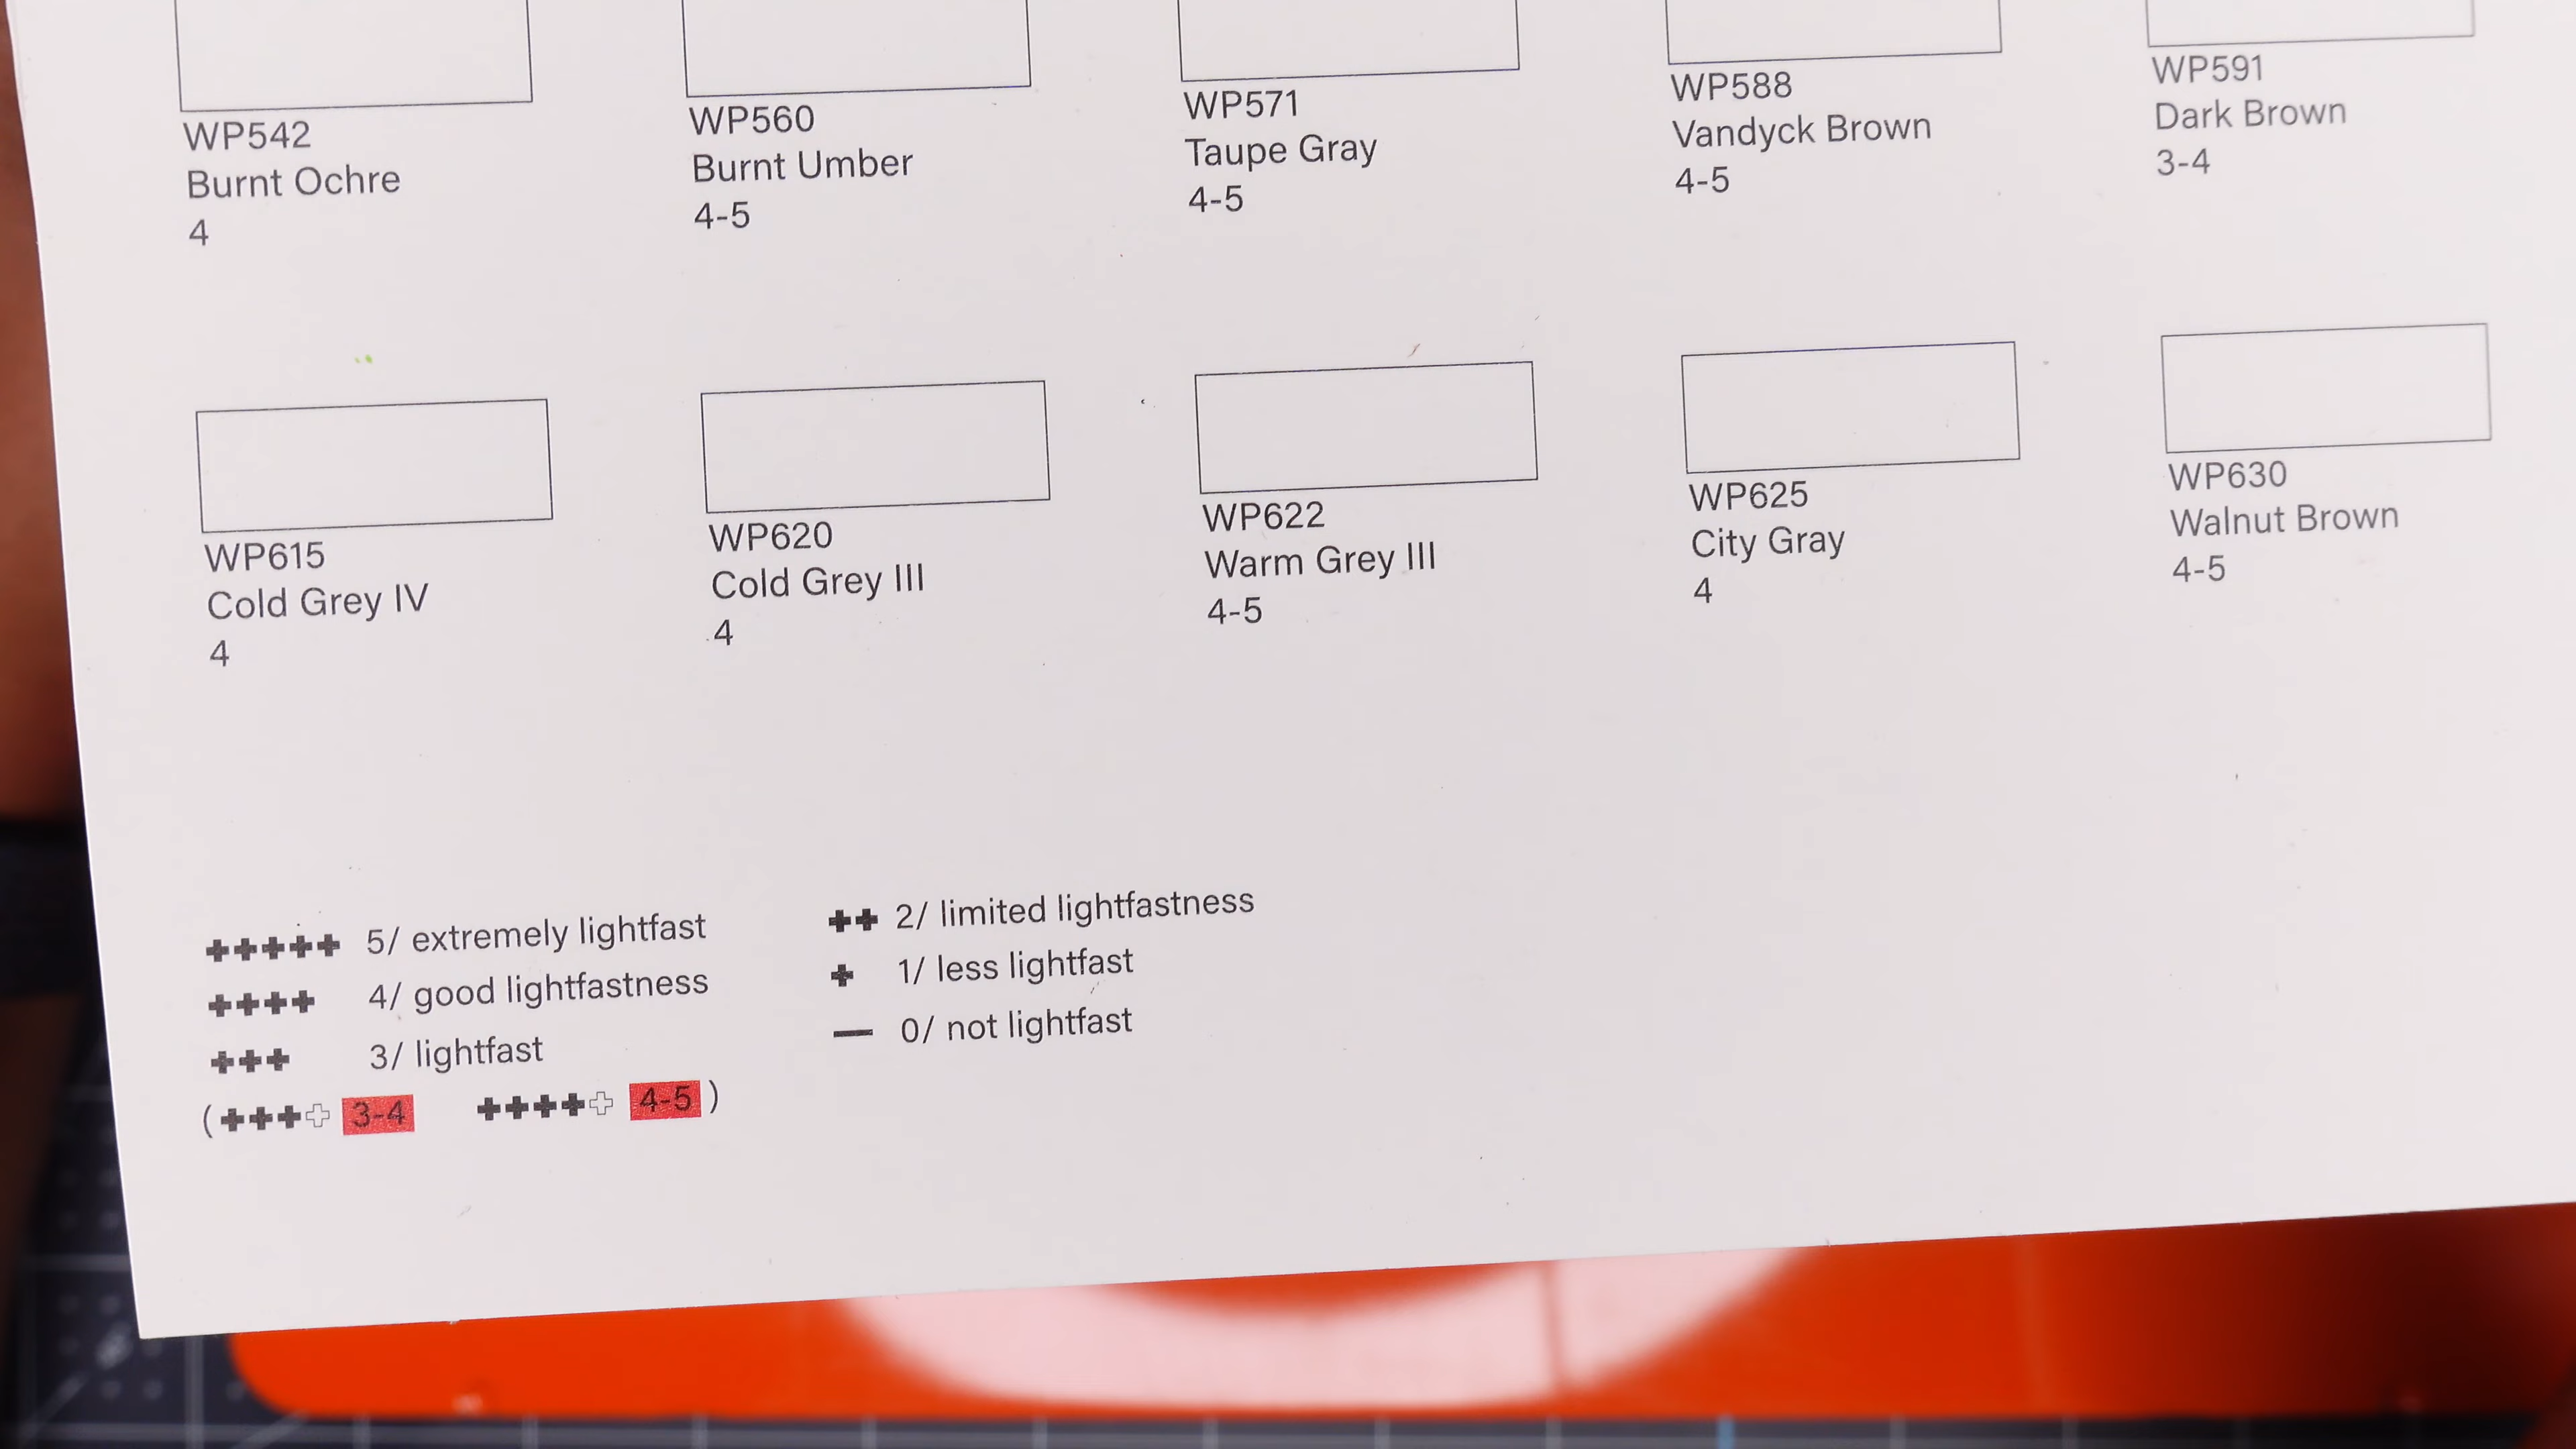 WP542
Burnt Ochre
4
WP560
Burnt Umber
4-5
WP571
Taupe Gray
4-5
WP588
Vandyck Brown
4-5
WP591
Dark Brown
3-4
WP615
Cold Grey IV
4
WP620
Cold Grey III
4
WP622
Warm Grey III
4-5
WP625
City Gray
4
WP630
Walnut Brown
4-5
+++++ 5/ extremely lightfast
++++ 4/ good lightfastness
+++ 3/ lightfast
(+++✛ 3-4 ++++✛ 4-5)
++ 2/ limited lightfastness
+ 1/ less lightfast
— 0/ not lightfast